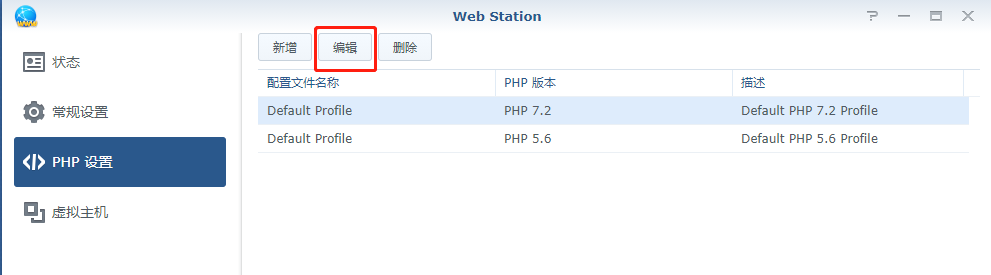 Web Station
状态
常规设置
PHP 设置
虚拟主机
新增 编辑 删除
配置文件名称 PHP 版本 描述
Default Profile PHP 7.2 Default PHP 7.2 Profile
Default Profile PHP 5.6 Default PHP 5.6 Profile